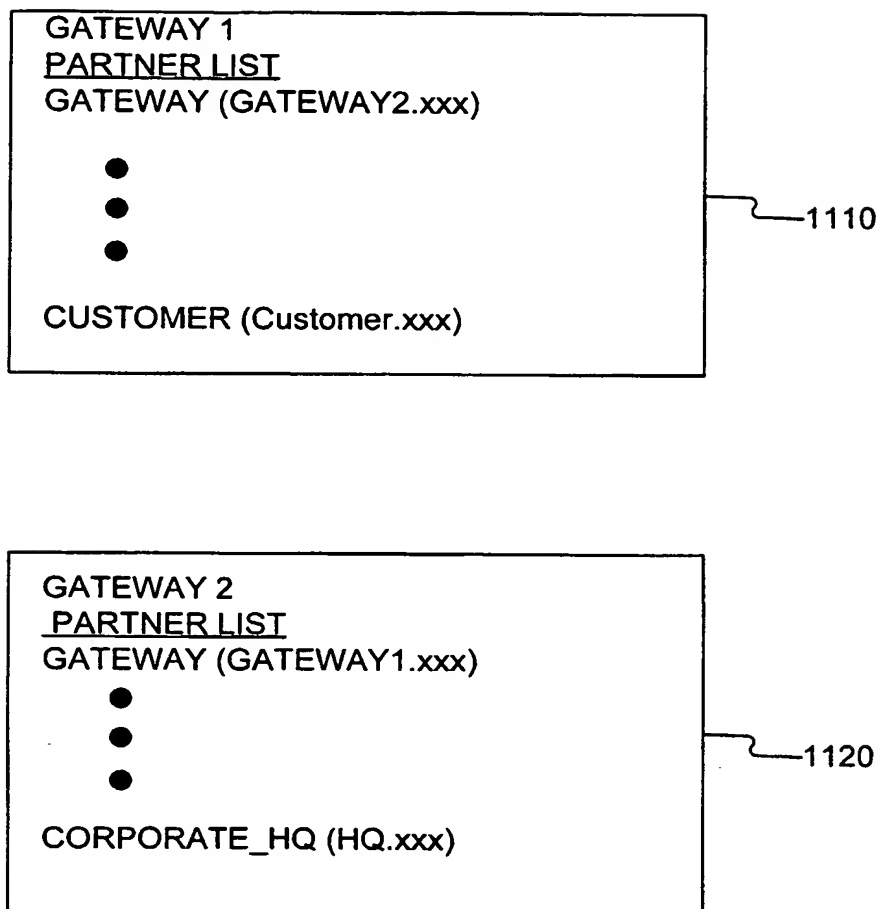 GATEWAY 1
PARTNER LIST
GATEWAY (GATEWAY2.xxx)
CUSTOMER (Customer.xxx)
1110
GATEWAY 2
PARTNER LIST
GATEWAY (GATEWAY1.xxx)
CORPORATE_HQ (HQ.xxx)
1120